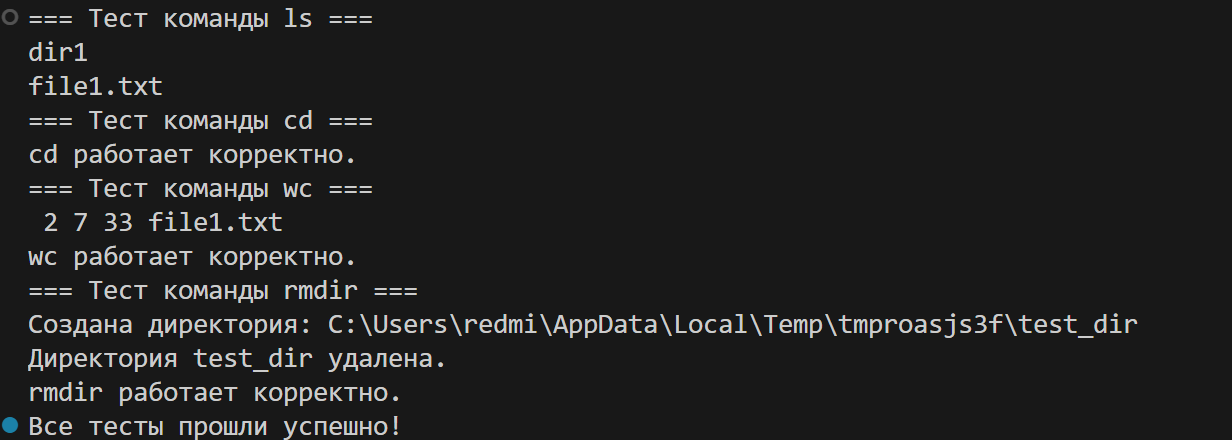 === Тест команды ls ===
dir1
file1.txt
=== Тест команды cd ===
cd работает корректно.
=== Тест команды wc ===
 2 7 33 file1.txt
wc работает корректно.
=== Тест команды rmdir ===
Создана директория: C:\Users\redmi\AppData\Local\Temp\tmproasjs3f\test_dir
Директория test_dir удалена.
rmdir работает корректно.
Все тесты прошли успешно!